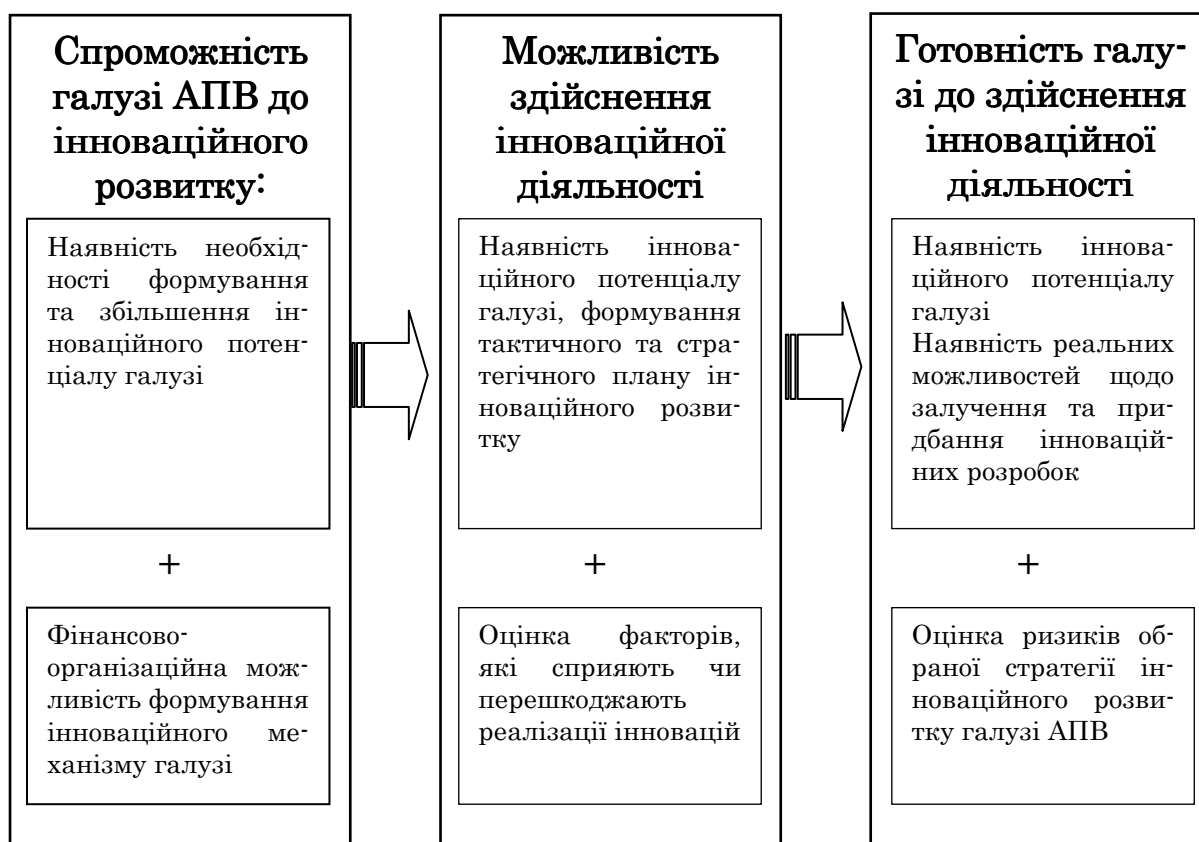 Спроможність
галузі АПВ до
інноваційного
розвитку:
Наявність необхід-
ності формування
та збільшення ін-
новаційного потен-
ціалу галузі
+
Фінансово-
організаційна мож-
ливість формування
інноваційного ме-
ханізму галузі
Можливість
здійснення
інноваційної
діяльності
Наявність іннова-
ційного потенціалу
галузі, формування
тактичного та стра-
тегічного плану ін-
новаційного розви-
тку
+
Оцінка факторів,
які сприяють чи
перешкоджають
реалізації інновацій
Готовність галу-
зі до здійснення
інноваційної
діяльності
Наявність іннова-
ційного потенціалу
галузі
Наявність реальних
можливостей щодо
залучення та при-
дбання інновацій-
них розробок
+
Оцінка ризиків об-
раної стратегії ін-
новаційного розви-
тку галузі АПВ